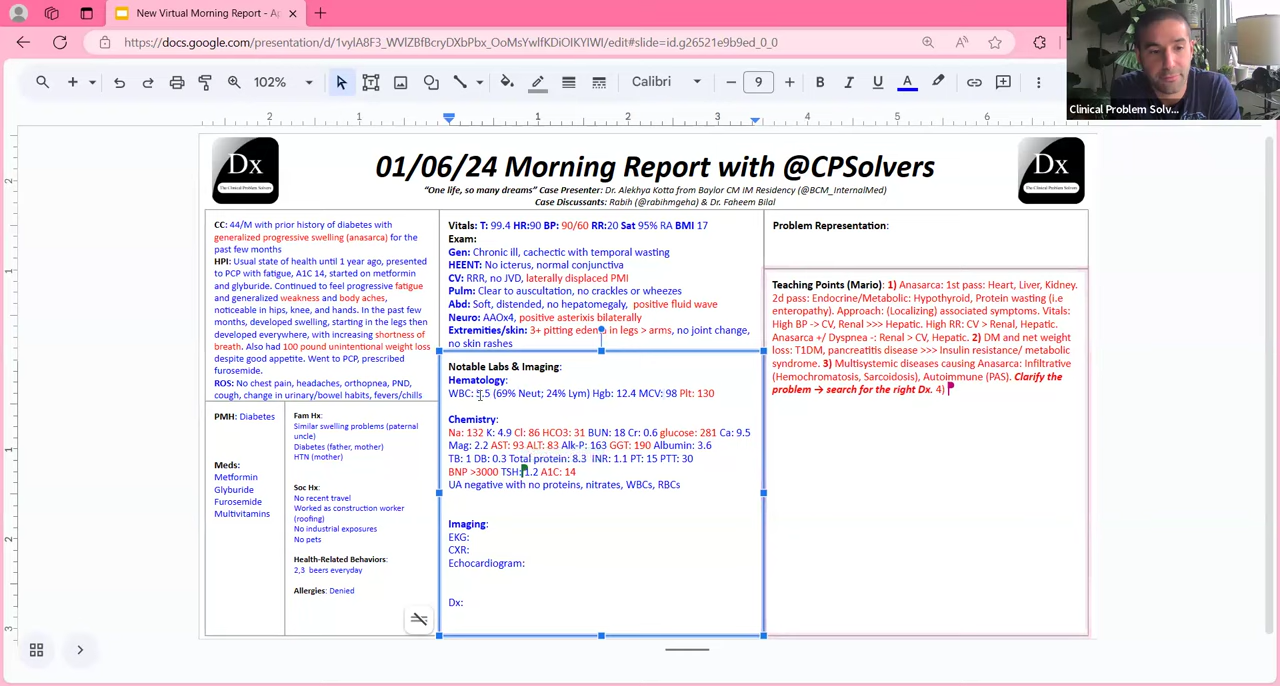 New Virtual Morning Report - Ap
https://docs.google.com/presentation/d/1vylA8F3_WVlZBfBcryDXbPbx_OoMsYwlfKDiOIKYIWI/edit#slide=id.g26521e9b9ed_0_0
Clinical Problem Solv...
102%
Calibri
9
B
I
U
A
2 1 1 2 3 4 5 6
Dx
The Clinical Problem Solvers
01/06/24 Morning Report with @CPSolvers
"One life, so many dreams" Case Presenter: Dr. Alekhya Kotta from Baylor CM IM Residency (@BCM_InternalMed)
Case Discussants: Rabih (@rabihmgeha) & Dr. Faheem Bilal
Dx
The Clinical Problem Solvers
CC: 44/M with prior history of diabetes with
generalized progressive swelling (anasarca) for the
past few months
HPI: Usual state of health until 1 year ago, presented
to PCP with fatigue, A1C 14, started on metformin
and glyburide. Continued to feel progressive fatigue
and generalized weakness and body aches,
noticeable in hips, knee, and hands. In the past few
months, developed swelling, starting in the legs then
developed everywhere, with increasing shortness of
breath. Also had 100 pound unintentional weight loss
despite good appetite. Went to PCP, prescribed
furosemide.
ROS: No chest pain, headaches, orthopnea, PND,
cough, change in urinary/bowel habits, fevers/chills
PMH: Diabetes
Meds:
Metformin
Glyburide
Furosemide
Multivitamins
Fam Hx:
Similar swelling problems (paternal
uncle)
Diabetes (father, mother)
HTN (mother)
Soc Hx:
No recent travel
Worked as construction worker
(roofing)
No industrial exposures
No pets
Health-Related Behaviors:
2,3 beers everyday
Allergies: Denied
Vitals: T: 99.4 HR:90 BP: 90/60 RR:20 Sat 95% RA BMI 17
Exam:
Gen: Chronic ill, cachectic with temporal wasting
HEENT: No icterus, normal conjunctiva
CV: RRR, no JVD, laterally displaced PMI
Pulm: Clear to auscultation, no crackles or wheezes
Abd: Soft, distended, no hepatomegaly, positive fluid wave
Neuro: AAOx4, positive asterixis bilaterally
Extremities/skin: 3+ pitting edema in legs > arms, no joint change,
no skin rashes
Notable Labs & Imaging:
Hematology:
WBC: 5.5 (69% Neut; 24% Lym) Hgb: 12.4 MCV: 98 Plt: 130
Chemistry:
Na: 132 K: 4.9 Cl: 86 HCO3: 31 BUN: 18 Cr: 0.6 glucose: 281 Ca: 9.5
Mag: 2.2 AST: 93 ALT: 83 Alk-P: 163 GGT: 190 Albumin: 3.6
TB: 1 DB: 0.3 Total protein: 8.3 INR: 1.1 PT: 15 PTT: 30
BNP >3000 TSH: 1.2 A1C: 14
UA negative with no proteins, nitrates, WBCs, RBCs
Imaging:
EKG:
CXR:
Echocardiogram:
Dx:
Problem Representation:
Teaching Points (Mario): 1) Anasarca: 1st pass: Heart, Liver, Kidney.
2d pass: Endocrine/Metabolic: Hypothyroid, Protein wasting (i.e
enteropathy). Approach: (Localizing) associated symptoms. Vitals:
High BP -> CV, Renal >>> Hepatic. High RR: CV > Renal, Hepatic.
Anasarca +/ Dyspnea -: Renal > CV, Hepatic. 2) DM and net weight
loss: T1DM, pancreatitis disease >>> Insulin resistance/ metabolic
syndrome. 3) Multisystemic diseases causing Anasarca: Infiltrative
(Hemochromatosis, Sarcoidosis), Autoimmune (PAS). Clarify the
problem → search for the right Dx. 4)